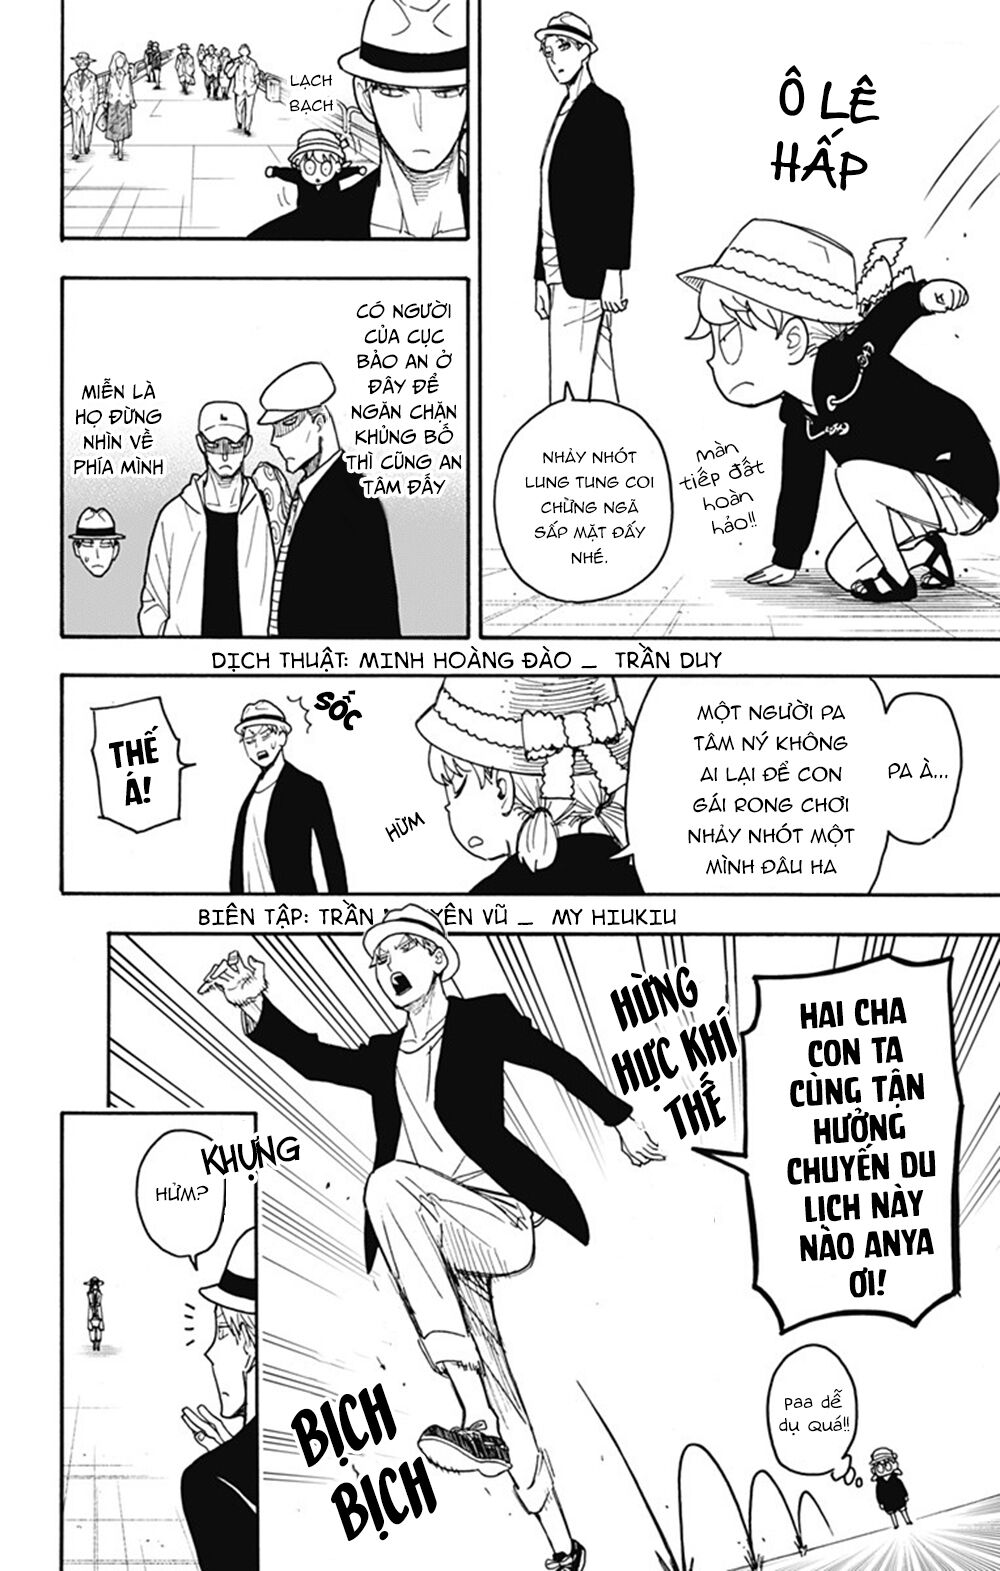 Ô LÊ
HẤP
màn
tiếp đất
hoàn
hảo!!
NHẢY NHÓT
LUNG TUNG COI
CHỪNG NGÃ
SẤP MẶT ĐẤY
NHÉ.
LẠCH
BẠCH
CÓ NGƯỜI
CỦA CỤC
BẢO AN Ở
ĐÂY ĐỂ
NGĂN CHẶN
KHỦNG BỐ
THÌ CŨNG AN
TÂM ĐẤY
MIỄN LÀ
HỌ ĐỪNG
NHÌN VỀ
PHÍA MÌNH
DỊCH THUẬT: MINH HOÀNG ĐÀO _ TRẦN DUY
PA À...
MỘT NGƯỜI PA
TÂM NÝ KHÔNG
AI LẠI ĐỂ CON
GÁI RONG CHƠI
NHẢY NHÓT MỘT
MÌNH ĐÂU HA
HỪM
SỐC
THẾ
Á!
BIÊN TẬP: TRẦN YÊN VŨ _ MY HIUKIU
HAI CHA
CON TA
CÙNG TẬN
HƯỞNG
CHUYẾN DU
LỊCH NÀY
NÀO ANYA
ƠI!
HỪNG
HỰC KHÍ
THẾ
Paa dễ
dụ Quá!!
BỊCH
BỊCH
KHỰNG
HỬM?